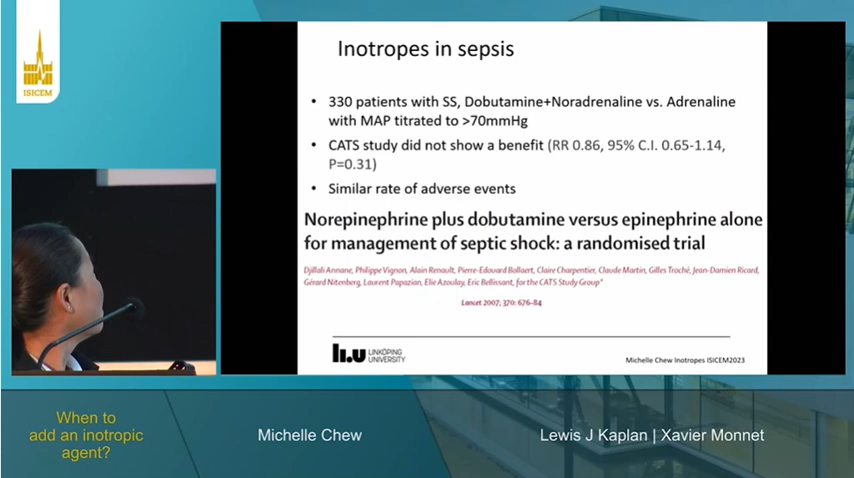 ISICEM
Inotropes in sepsis
• 330 patients with SS, Dobutamine+Noradrenaline vs. Adrenaline
with MAP titrated to >70mmHg
• CATS study did not show a benefit (RR 0.86, 95% C.I. 0.65-1.14,
P=0.31)
• Similar rate of adverse events
Norepinephrine plus dobutamine versus epinephrine alone
for management of septic shock: a randomised trial
Djillali Annane, Philippe Vignon, Alain Renault, Pierre-Edouard Bollaert, Claire Charpentier, Claude Martin, Gilles Troché, Jean-Damien Ricard,
Gérard Nitenberg, Laurent Papazian, Elie Azoulay, Eric Bellissant, for the CATS Study Group*
Lancet 2007; 370: 676–84
li.u LINKÖPING
UNIVERSITY
Michelle Chew Inotropes ISICEM2023
When to
add an inotropic
agent?
Michelle Chew
Lewis J Kaplan | Xavier Monnet